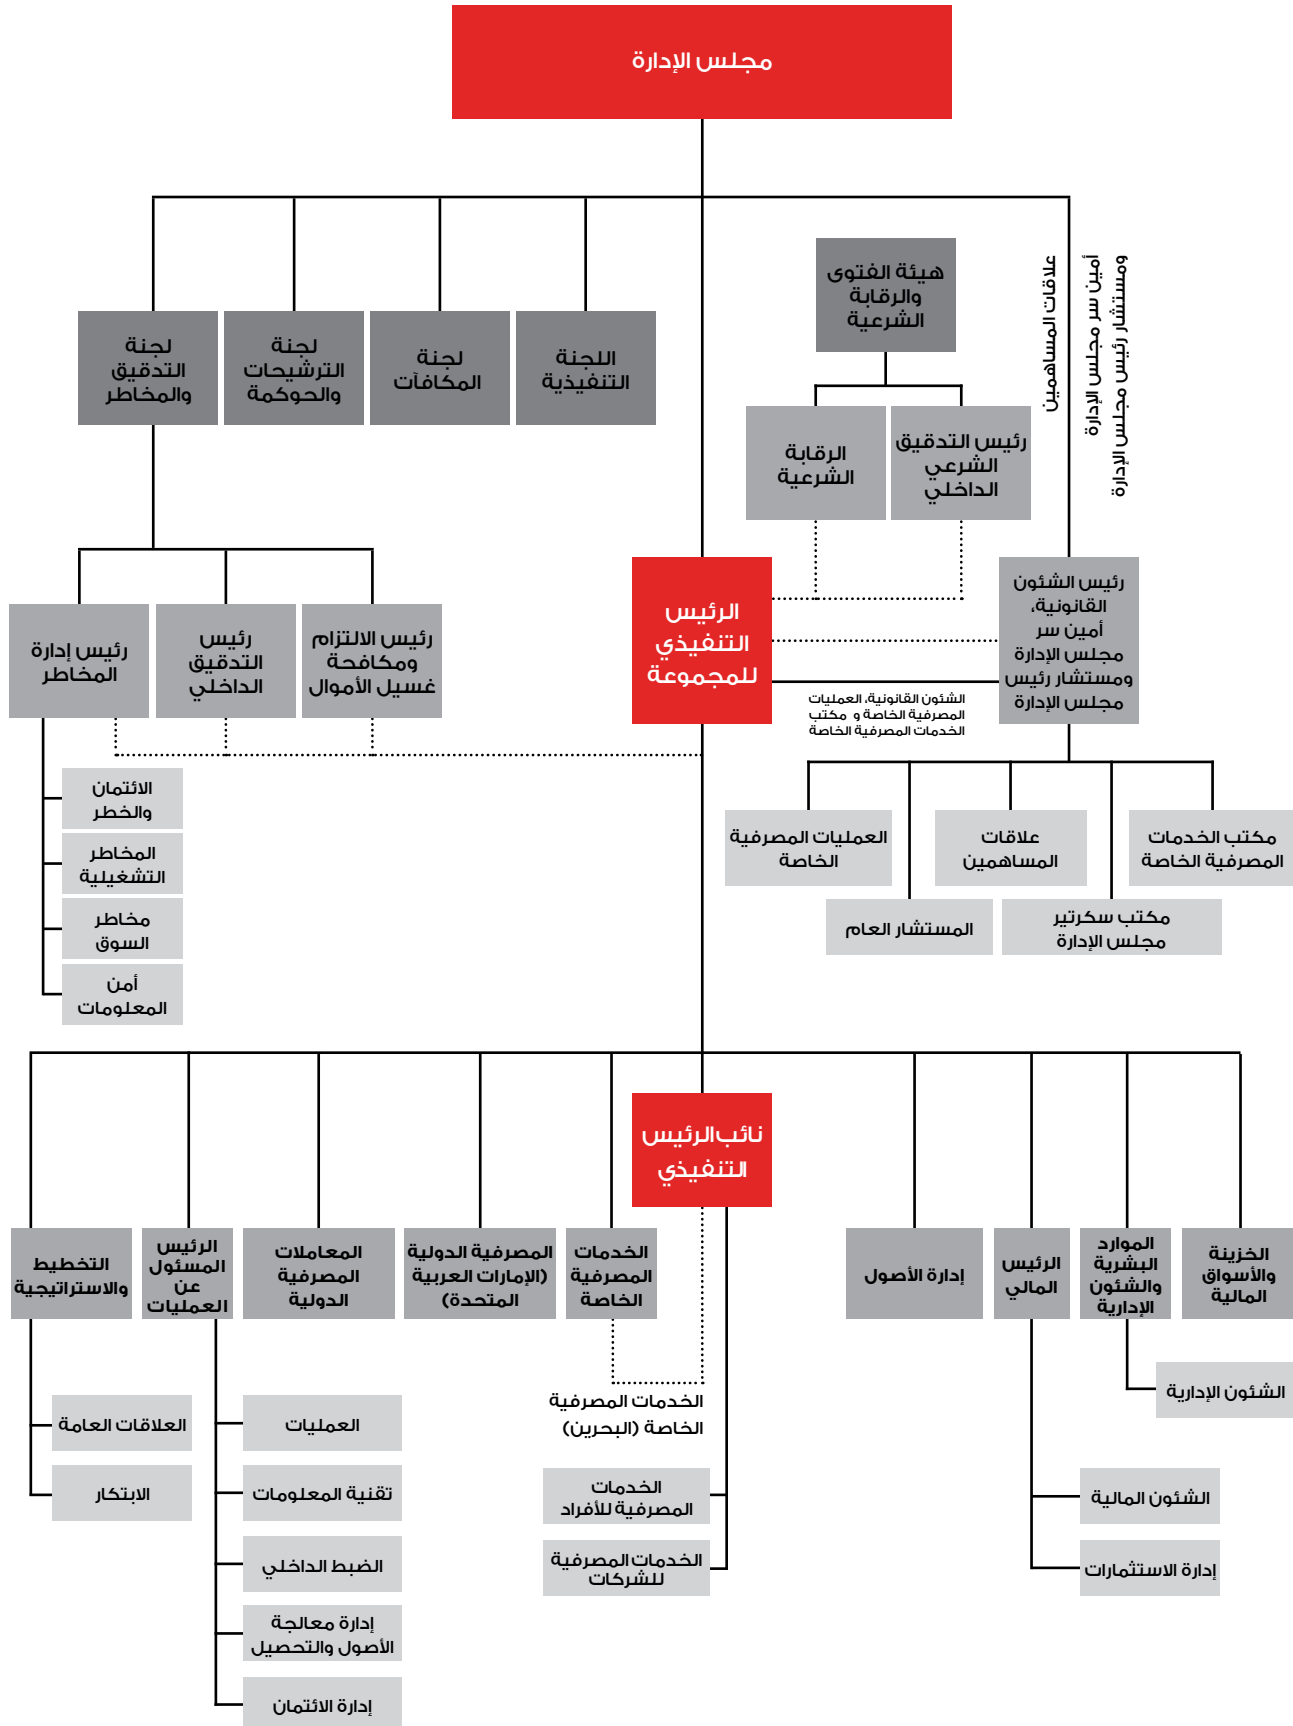 مجلس الإدارة
علاقات المساهمين
أمين سر مجلس الإدارة
ومستشار رئيس مجلس الإدارة
هيئة الفتوى
والرقابة
الشرعية
اللجنة
التنفيذية
لجنة
المكافآت
لجنة
الترشيحات
والحوكمة
لجنة
التدقيق
والمخاطر
رئيس التدقيق
الشرعي
الداخلي
الرقابة
الشرعية
رئيس الشئون
القانونية،
أمين سر
مجلس الإدارة
ومستشار رئيس
مجلس الإدارة
الرئيس
التنفيذي
للمجموعة
رئيس الالتزام
ومكافحة
غسيل الأموال
رئيس
التدقيق
الداخلي
رئيس إدارة
المخاطر
الشئون القانونية، العمليات
المصرفية الخاصة و مكتب
الخدمات المصرفية الخاصة
الائتمان
والخطر
المخاطر
التشغيلية
مخاطر
السوق
أمن
المعلومات
مكتب الخدمات
المصرفية الخاصة
علاقات
المساهمين
العمليات المصرفية
الخاصة
مكتب سكرتير
مجلس الإدارة
المستشار العام
نائب الرئيس
التنفيذي
الخزينة
والأسواق
المالية
الموارد
البشرية
والشئون
الإدارية
الرئيس
المالي
إدارة الأصول
الخدمات
المصرفية
الخاصة
المصرفية الدولية
(الإمارات العربية
المتحدة)
المعاملات
المصرفية
الدولية
الرئيس
المسئول
عن
العمليات
التخطيط
والاستراتيجية
الشئون الإدارية
الشئون المالية
إدارة الاستثمارات
الخدمات المصرفية
الخاصة (البحرين)
الخدمات
المصرفية للأفراد
الخدمات المصرفية
للشركات
العمليات
تقنية المعلومات
الضبط الداخلي
إدارة معالجة
الأصول والتحصيل
إدارة الائتمان
العلاقات العامة
الابتكار